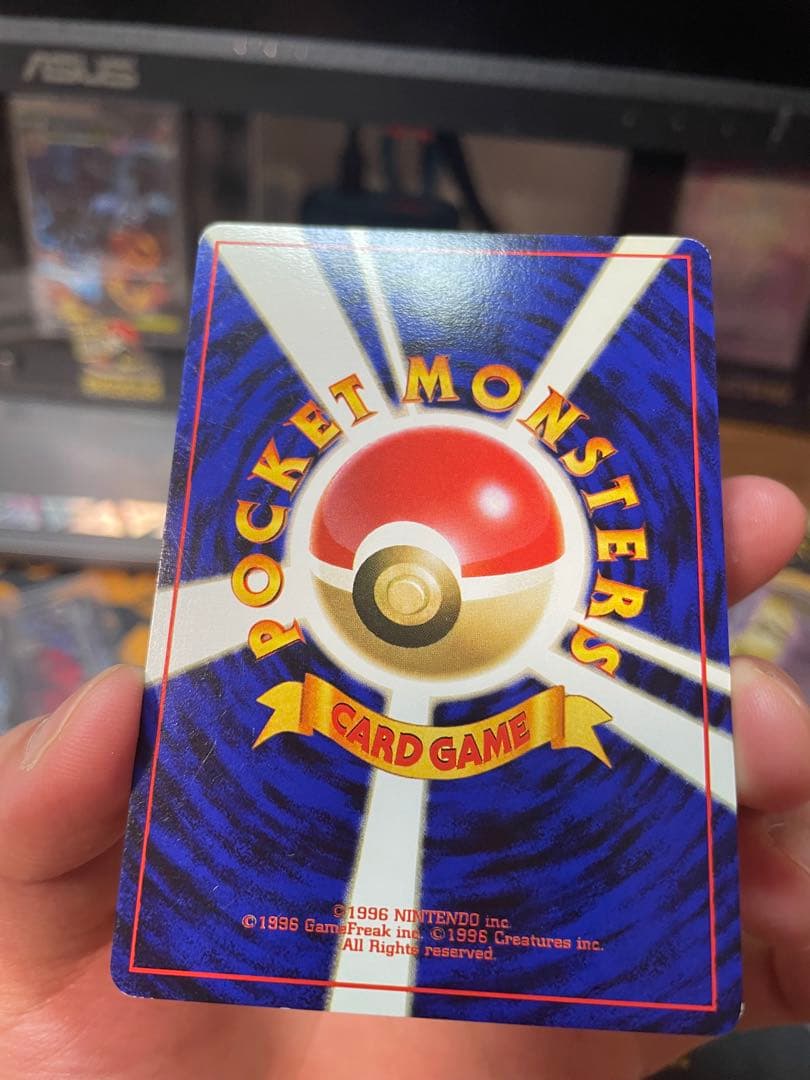 ASUS
POCKET MONSTERS
CARD GAME
©1996 NINTENDO inc.
©1996 GameFreak inc. ©1996 Creatures inc.
All Rights reserved.